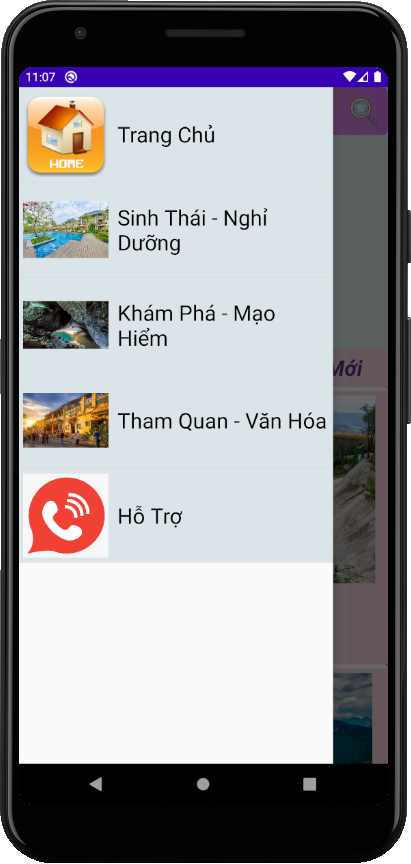 11:07
HOME
Trang Chủ
Sinh Thái - Nghỉ
Dưỡng
Khám Phá - Mạo
Hiểm
Mới
Tham Quan - Văn Hóa
Hỗ Trợ